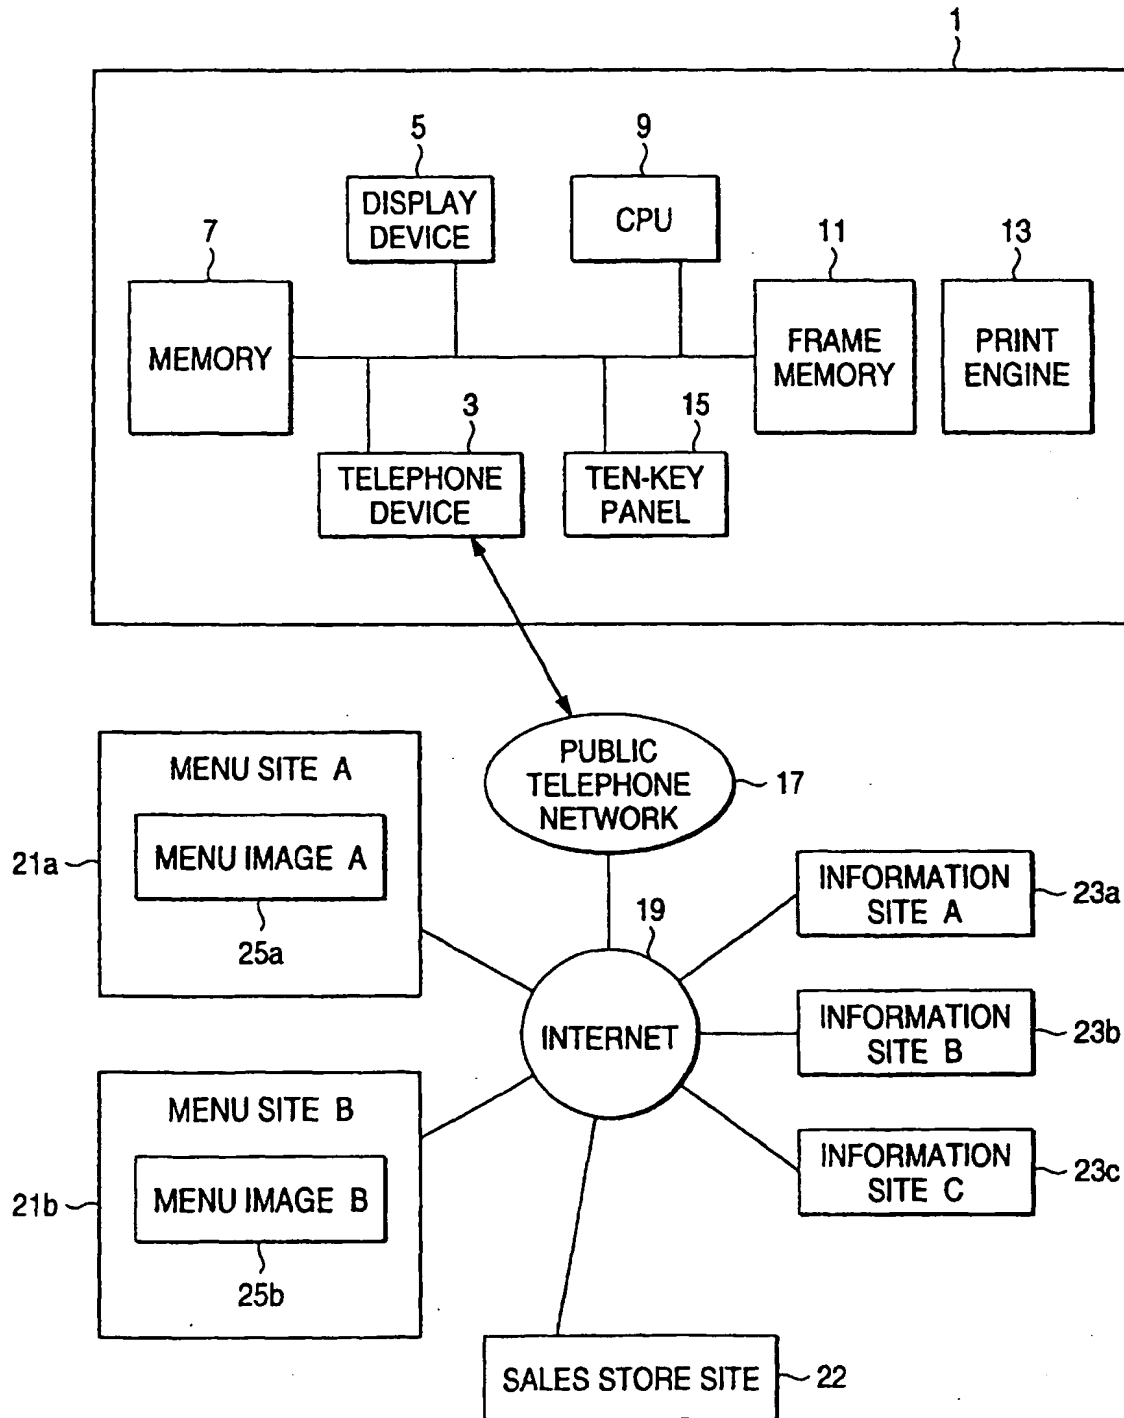 1
5
9
DISPLAY
DEVICE
CPU
7
11
13
MEMORY
FRAME
MEMORY
PRINT
ENGINE
3
15
TELEPHONE
DEVICE
TEN-KEY
PANEL
PUBLIC
TELEPHONE
NETWORK
17
MENU SITE A
MENU IMAGE A
21a
25a
19
INTERNET
INFORMATION
SITE A
23a
INFORMATION
SITE B
23b
INFORMATION
SITE C
23c
MENU SITE B
MENU IMAGE B
21b
25b
SALES STORE SITE
22